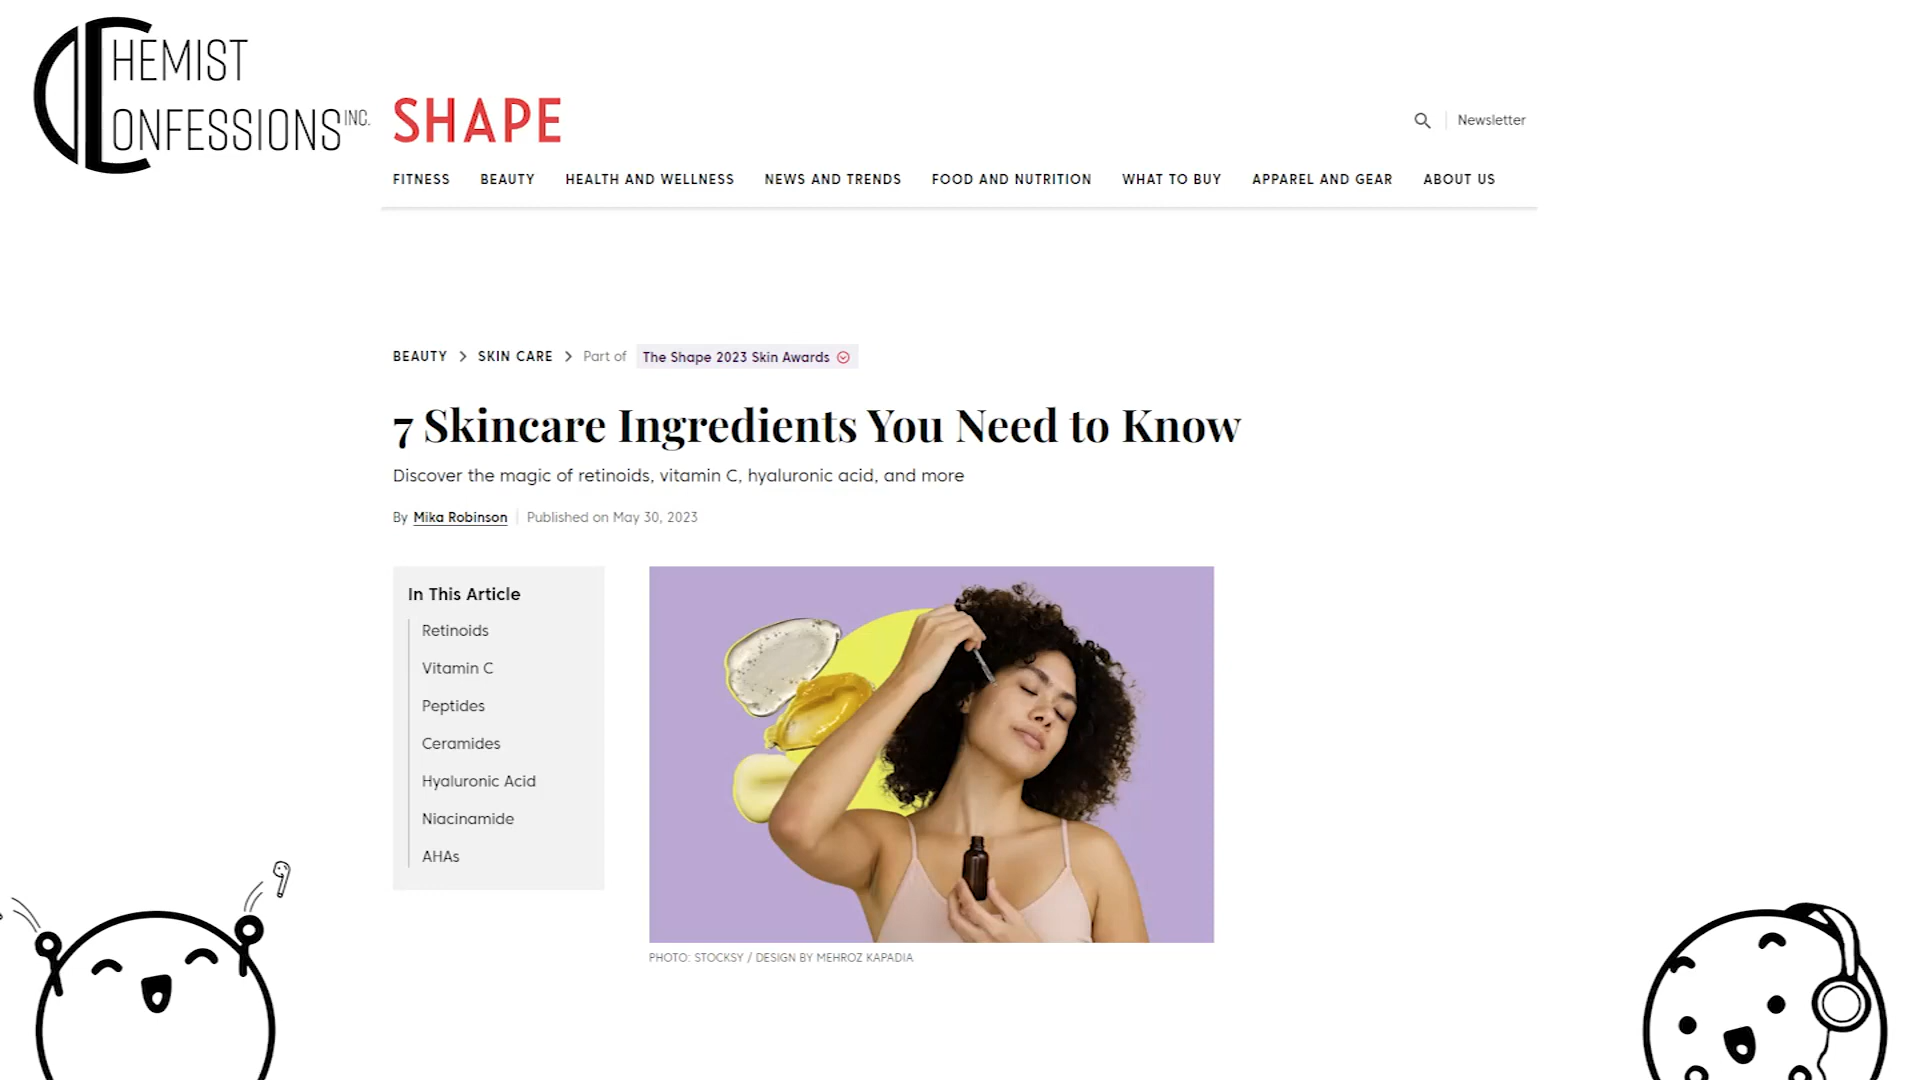 CHEMIST
CONFESSIONS INC.
SHAPE
Newsletter
FITNESS BEAUTY HEALTH AND WELLNESS NEWS AND TRENDS FOOD AND NUTRITION WHAT TO BUY APPAREL AND GEAR ABOUT US
BEAUTY > SKIN CARE > Part of The Shape 2023 Skin Awards
7 Skincare Ingredients You Need to Know
Discover the magic of retinoids, vitamin C, hyaluronic acid, and more
By Mika Robinson Published on May 30, 2023
In This Article
Retinoids
Vitamin C
Peptides
Ceramides
Hyaluronic Acid
Niacinamide
AHAs
PHOTO: STOCKSY / DESIGN BY MEHROZ KAPADIA